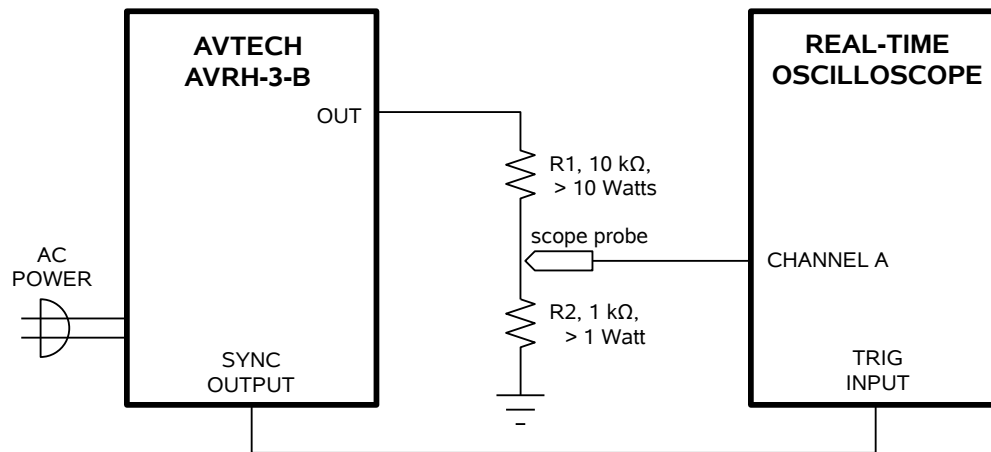 AVTECH
AVRH-3-B
OUT
REAL-TIME
OSCILLOSCOPE
R1, 10 kΩ,
> 10 Watts
scope probe
AC
POWER
CHANNEL A
R2, 1 kΩ,
> 1 Watt
SYNC
OUTPUT
TRIG
INPUT